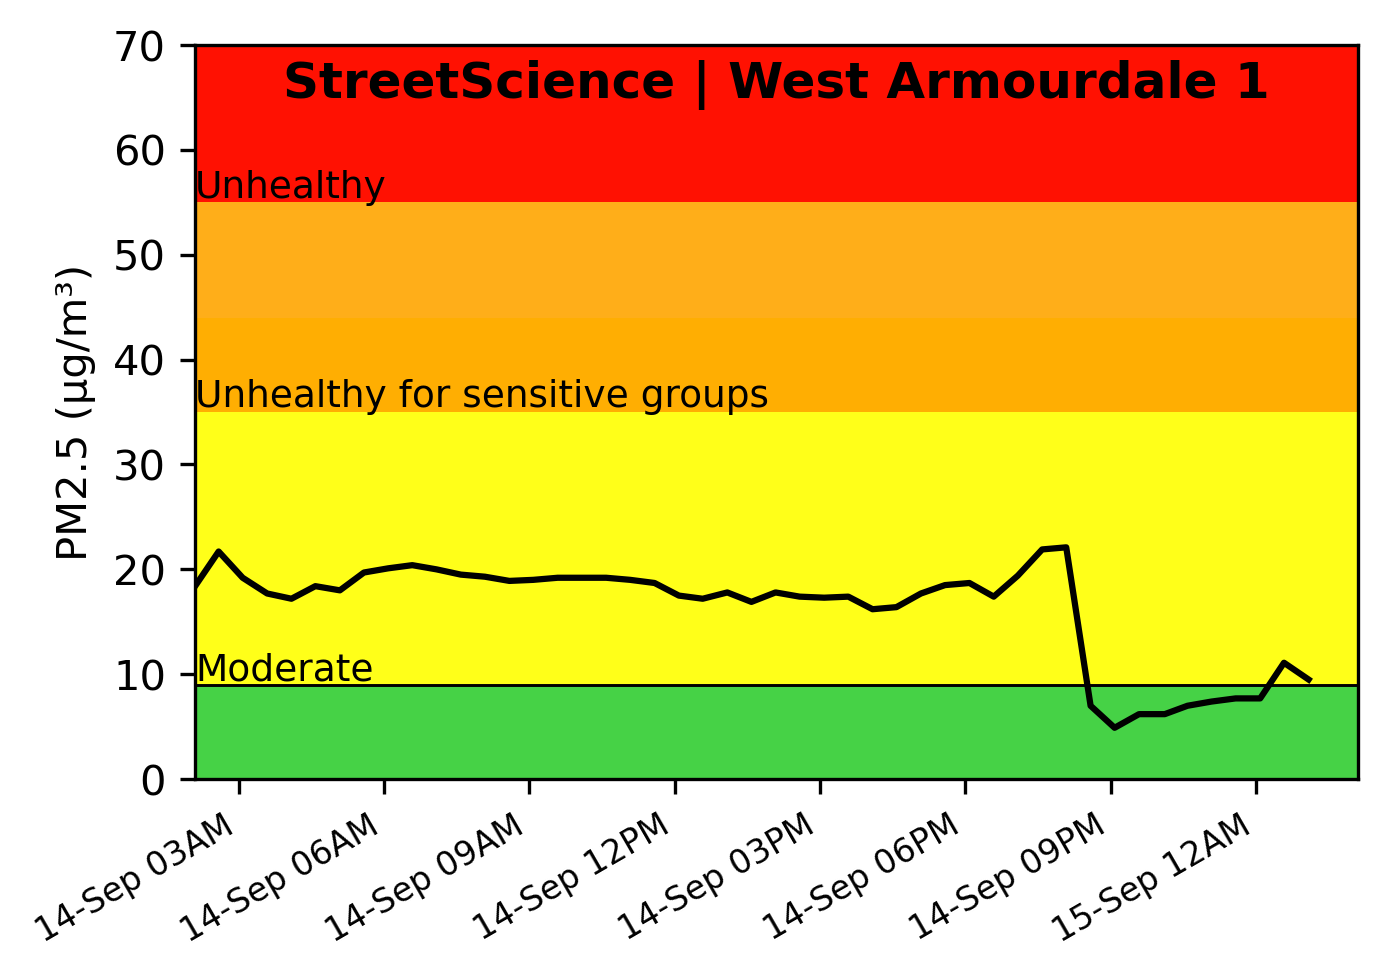 StreetScience | West Armourdale 1
70
60
50
40
30
20
10
0
PM2.5 (µg/m³)
Unhealthy
Unhealthy for sensitive groups
Moderate
14-Sep 03AM
14-Sep 06AM
14-Sep 09AM
14-Sep 12PM
14-Sep 03PM
14-Sep 06PM
14-Sep 09PM
15-Sep 12AM